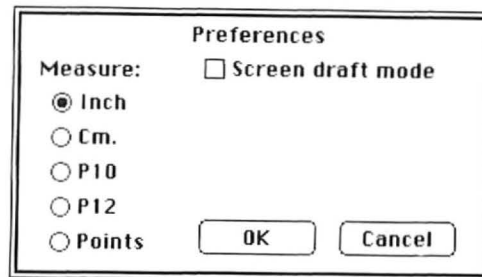 Preferences
Measure: Screen draft mode
Inch
Cm.
P10
P12
Points OK Cancel